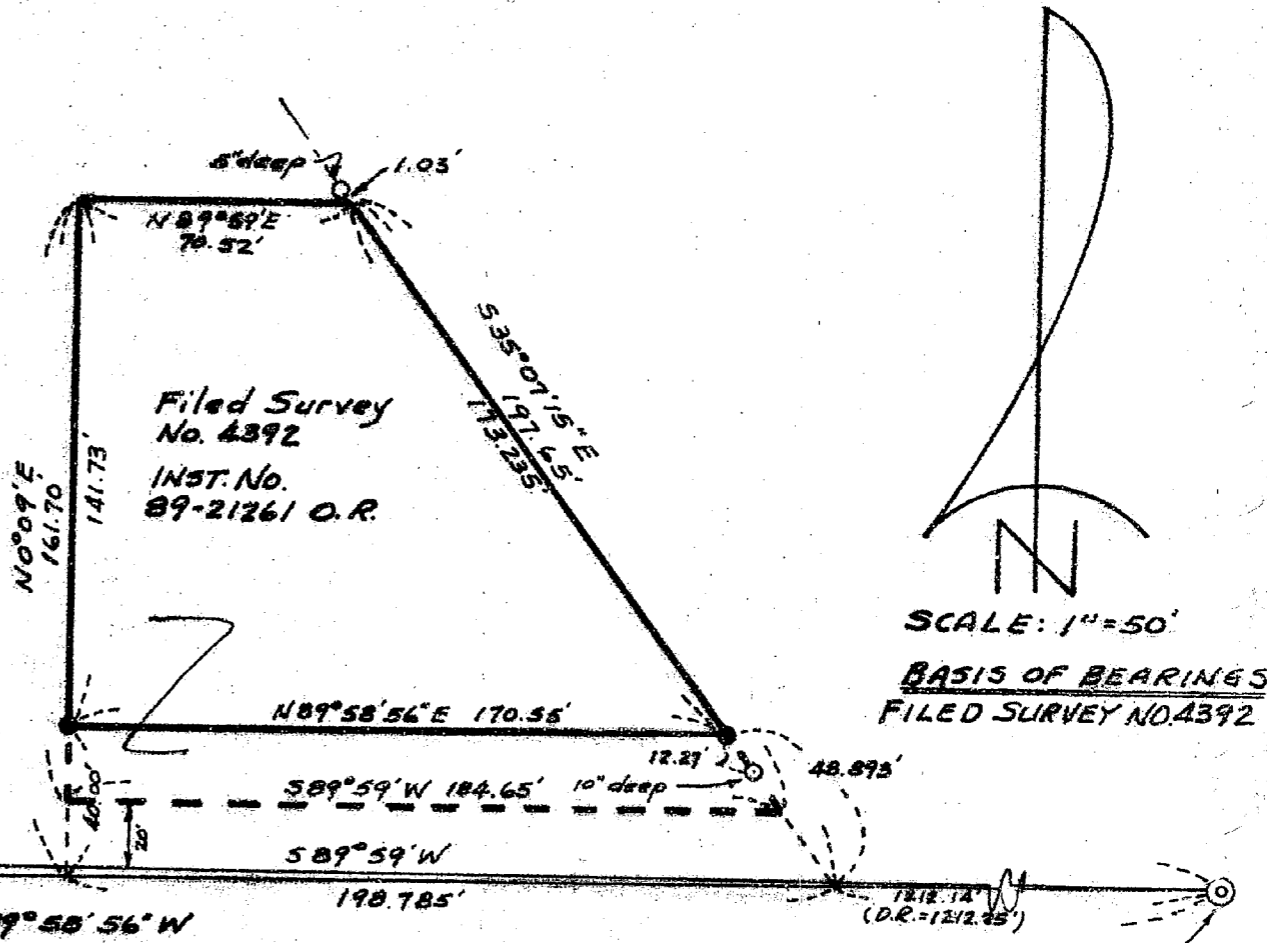 8" deep
1.03'
N 89°59'E
70.52'
S 35°07'15"E
197.65'
173.235'
Filed Survey
No. 4392
INST. No.
89-21261 O.R.
N0°09'E
161.70'
141.73'
SCALE: 1"=50'
BASIS OF BEARINGS
FILED SURVEY NO.4392
N89°58'56"E 170.55'
12.27'
48.893'
10" deep
S89°59'W 184.65'
40.00'
20'
S89°59'W
198.785'
1212.14'
(D.R.=1212.25')
9°58'56" W
N